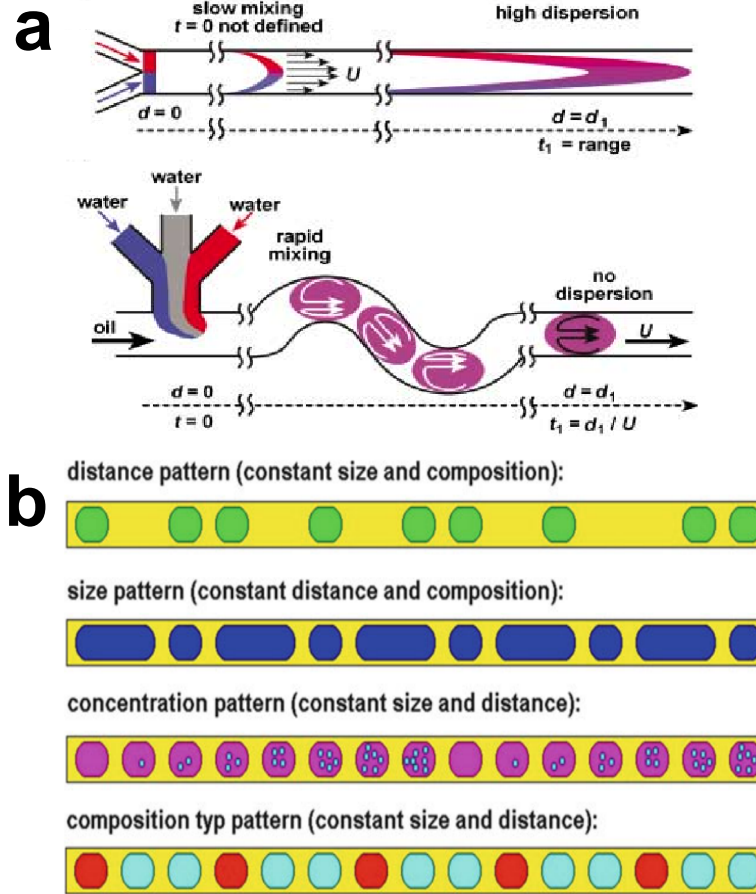 a
slow mixing
t = 0 not defined
high dispersion
U
d = 0
d = d1
t1 = range
water
water
water
rapid
mixing
no
dispersion
oil
U
d = 0
d = d1
t = 0
t1 = d1 / U
b
distance pattern (constant size and composition):
size pattern (constant distance and composition):
concentration pattern (constant size and distance):
composition typ pattern (constant size and distance):